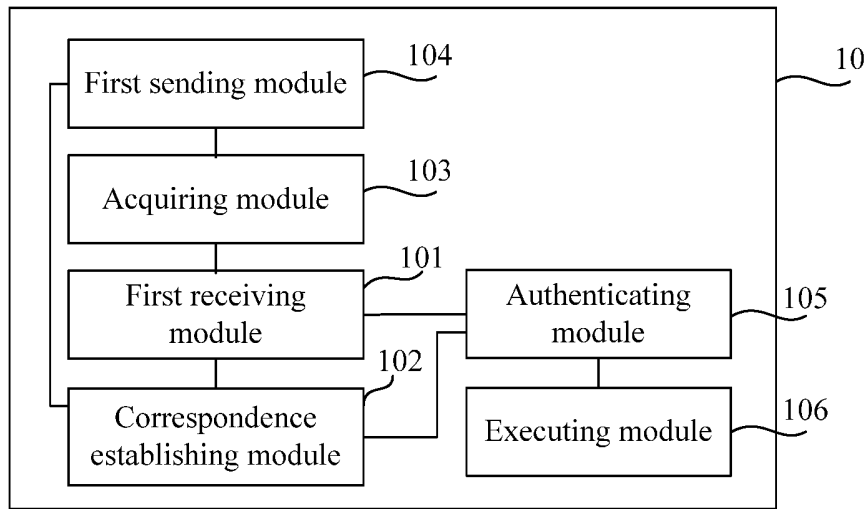 First sending module
104
10
Acquiring module
103
First receiving
module
101
Authenticating
module
105
Correspondence
establishing module
102
Executing module
106